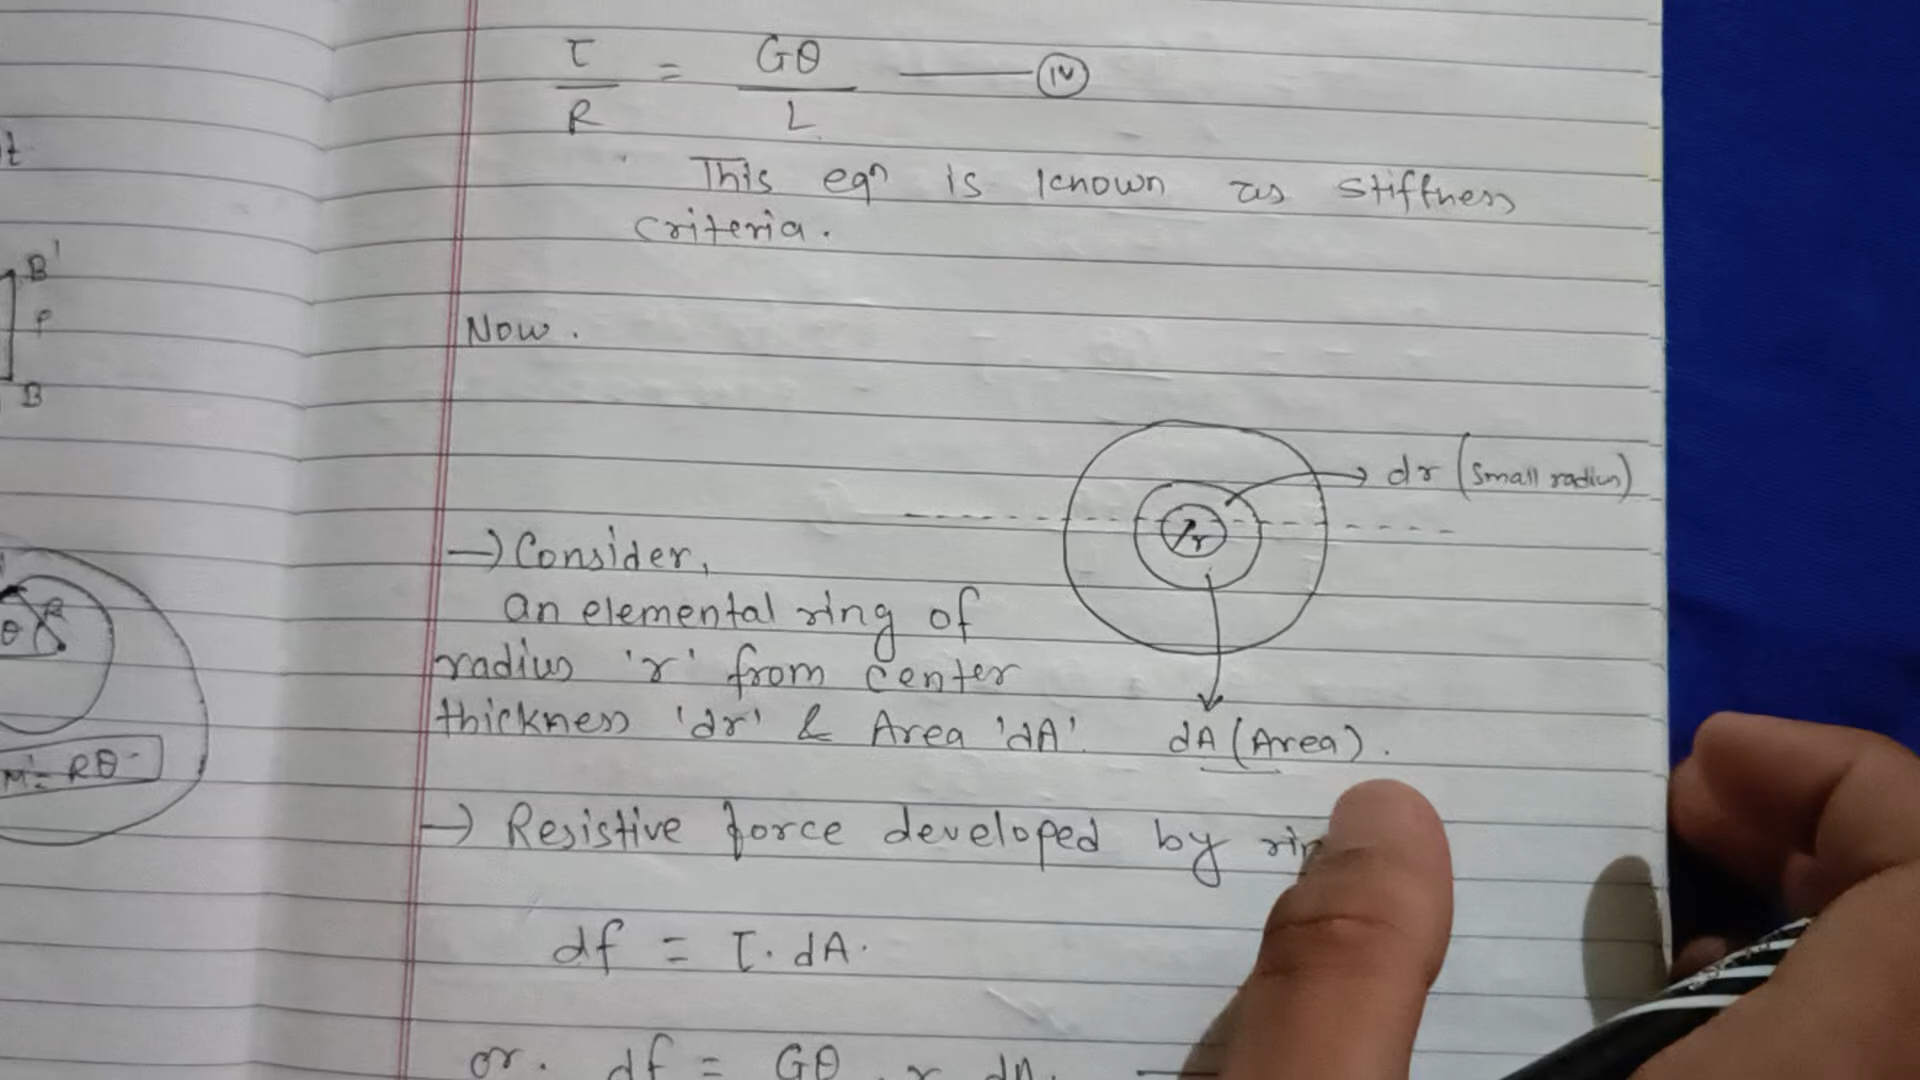 t
B'
P
B
θ
R
M' = Rθ
τ/R = Gθ/L ——— (IV)
This eqn is known as stiffness
criteria.
Now.
dr (small radius)
r
→ Consider,
an elemental ring of
radius 'r' from center
thickness 'dr' & Area 'dA'.
dA (Area).
→ Resistive force developed by
df = τ. dA.
or. df = Gθ